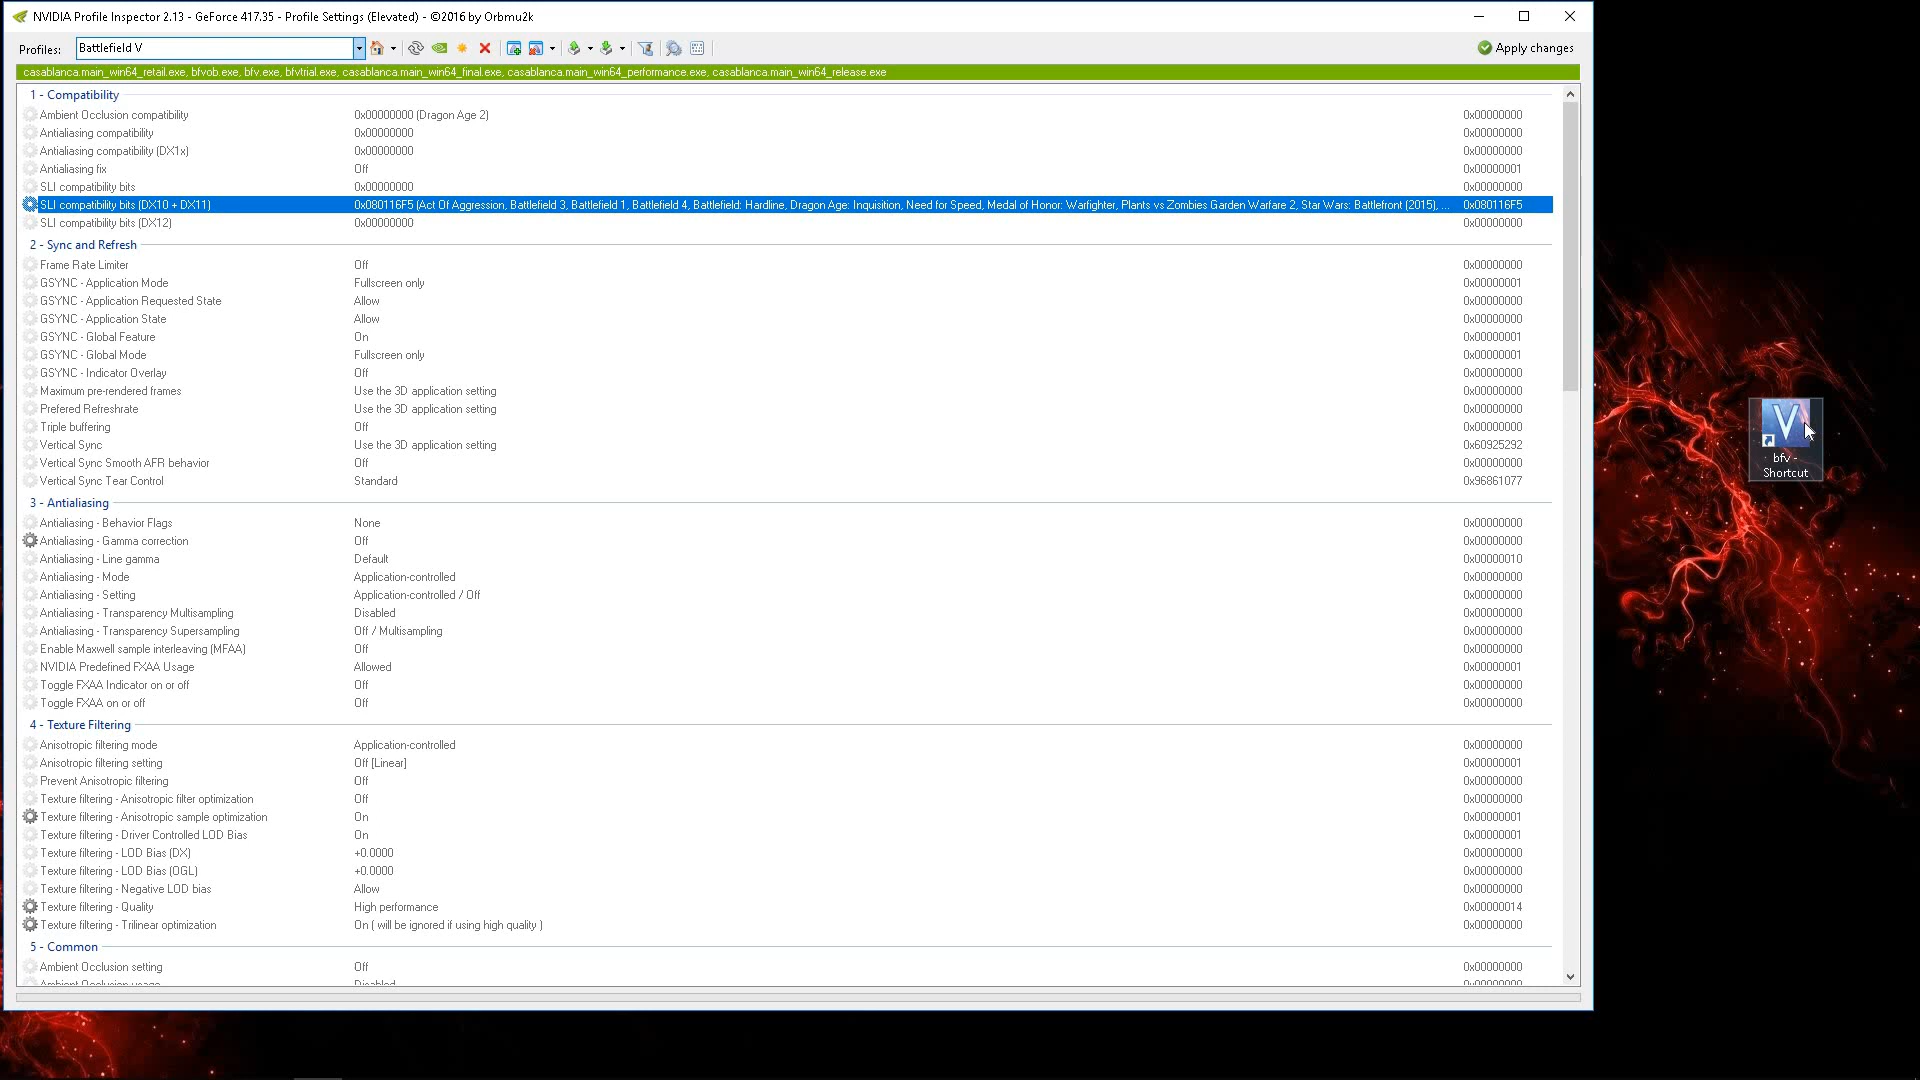 NVIDIA Profile Inspector 2.13 - GeForce 417.35 - Profile Settings (Elevated) - ©2016 by Orbmu2k
Profiles: Battlefield V Apply changes
casablanca.main_win64_retail.exe, bfvob.exe, bfv.exe, bfvtrial.exe, casablanca.main_win64_final.exe, casablanca.main_win64_performance.exe, casablanca.main_win64_release.exe
1 - Compatibility
Ambient Occlusion compatibility 0x00000000 (Dragon Age 2) 0x00000000
Antialiasing compatibility 0x00000000 0x00000000
Antialiasing compatibility (DX1x) 0x00000000 0x00000000
Antialiasing fix Off 0x00000001
SLI compatibility bits 0x00000000 0x00000000
SLI compatibility bits (DX10 + DX11) 0x080116F5 (Act Of Aggression, Battlefield 3, Battlefield 1, Battlefield 4, Battlefield: Hardline, Dragon Age: Inquisition, Need for Speed, Medal of Honor: Warfighter, Plants vs Zombies Garden Warfare 2, Star Wars: Battlefront (2015), ... 0x080116F5
SLI compatibility bits (DX12) 0x00000000 0x00000000
2 - Sync and Refresh
Frame Rate Limiter Off 0x00000000
GSYNC - Application Mode Fullscreen only 0x00000001
GSYNC - Application Requested State Allow 0x00000000
GSYNC - Application State Allow 0x00000000
GSYNC - Global Feature On 0x00000001
GSYNC - Global Mode Fullscreen only 0x00000001
GSYNC - Indicator Overlay Off 0x00000000
Maximum pre-rendered frames Use the 3D application setting 0x00000000
Prefered Refreshrate Use the 3D application setting 0x00000000
Triple buffering Off 0x00000000
Vertical Sync Use the 3D application setting 0x60925292
Vertical Sync Smooth AFR behavior Off 0x00000000
Vertical Sync Tear Control Standard 0x96861077
3 - Antialiasing
Antialiasing - Behavior Flags None 0x00000000
Antialiasing - Gamma correction Off 0x00000000
Antialiasing - Line gamma Default 0x00000010
Antialiasing - Mode Application-controlled 0x00000000
Antialiasing - Setting Application-controlled / Off 0x00000000
Antialiasing - Transparency Multisampling Disabled 0x00000000
Antialiasing - Transparency Supersampling Off / Multisampling 0x00000000
Enable Maxwell sample interleaving (MFAA) Off 0x00000000
NVIDIA Predefined FXAA Usage Allowed 0x00000001
Toggle FXAA Indicator on or off Off 0x00000000
Toggle FXAA on or off Off 0x00000000
4 - Texture Filtering
Anisotropic filtering mode Application-controlled 0x00000000
Anisotropic filtering setting Off [Linear] 0x00000001
Prevent Anisotropic filtering Off 0x00000000
Texture filtering - Anisotropic filter optimization Off 0x00000000
Texture filtering - Anisotropic sample optimization On 0x00000001
Texture filtering - Driver Controlled LOD Bias On 0x00000001
Texture filtering - LOD Bias (DX) +0.0000 0x00000000
Texture filtering - LOD Bias (OGL) +0.0000 0x00000000
Texture filtering - Negative LOD bias Allow 0x00000000
Texture filtering - Quality High performance 0x00000014
Texture filtering - Trilinear optimization On ( will be ignored if using high quality ) 0x00000000
5 - Common
Ambient Occlusion setting Off 0x00000000
Ambient Occlusion usage Disabled 0x00000000
V
bfv -
Shortcut